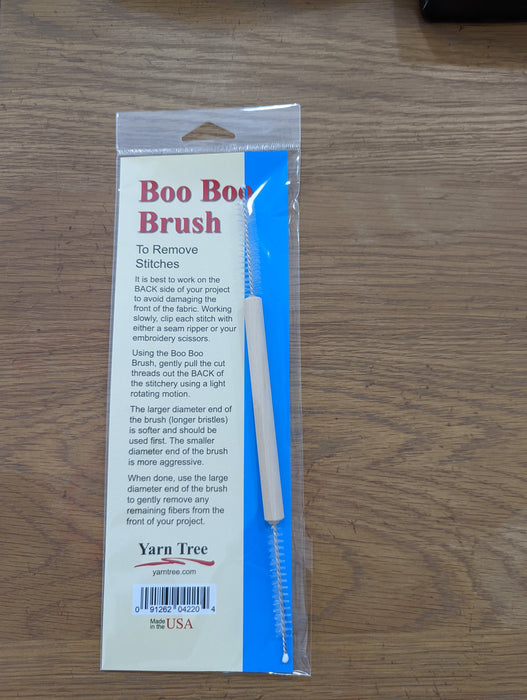 Boo Boo
Brush
To Remove
Stitches
It is best to work on the
BACK side of your project
to avoid damaging the
front of the fabric. Working
slowly, clip each stitch with
either a seam ripper or your
embroidery scissors.
Using the Boo Boo
Brush, gently pull the cut
threads out the BACK of
the stitchery using a light
rotating motion.
The larger diameter end of
the brush (longer bristles)
is softer and should be
used first. The smaller
diameter end of the brush
is more aggressive.
When done, use the large
diameter end of the brush
to gently remove any
remaining fibers from the
front of your project.
Yarn Tree
yarntree.com
0 91262 04220 4
Made
in the USA